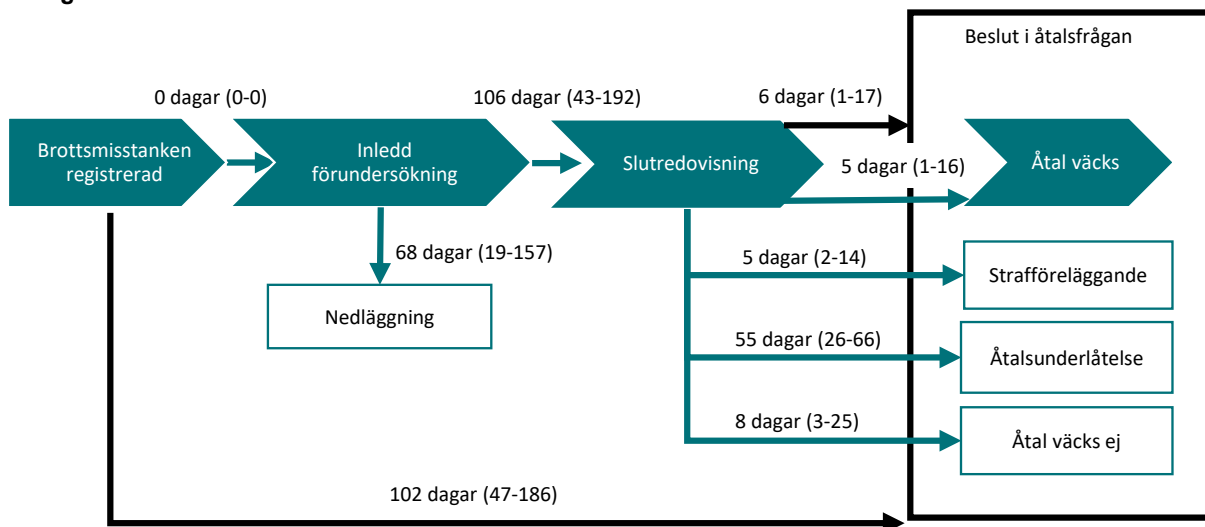 Beslut i åtalsfrågan
0 dagar (0-0)
106 dagar (43-192)
6 dagar (1-17)
Brottsmisstanken
registrerad
Inledd
förundersökning
Slutredovisning
5 dagar (1-16)
Åtal väcks
68 dagar (19-157)
5 dagar (2-14)
Strafföreläggande
Nedläggning
55 dagar (26-66)
Åtalsunderlåtelse
8 dagar (3-25)
Åtal väcks ej
102 dagar (47-186)